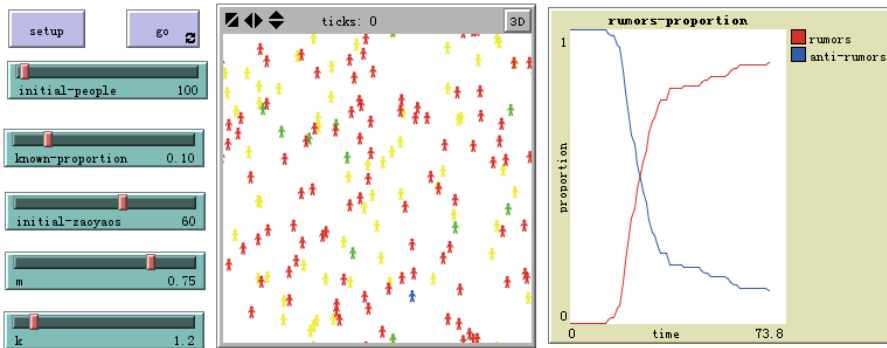 setup
go
initial-people 100
known-proportion 0.10
initial-zaoyaos 60
m 0.75
k 1.2
ticks: 0
3D
rumors-proportion
1
proportion
0
0
time
73.8
rumors
anti-rumors